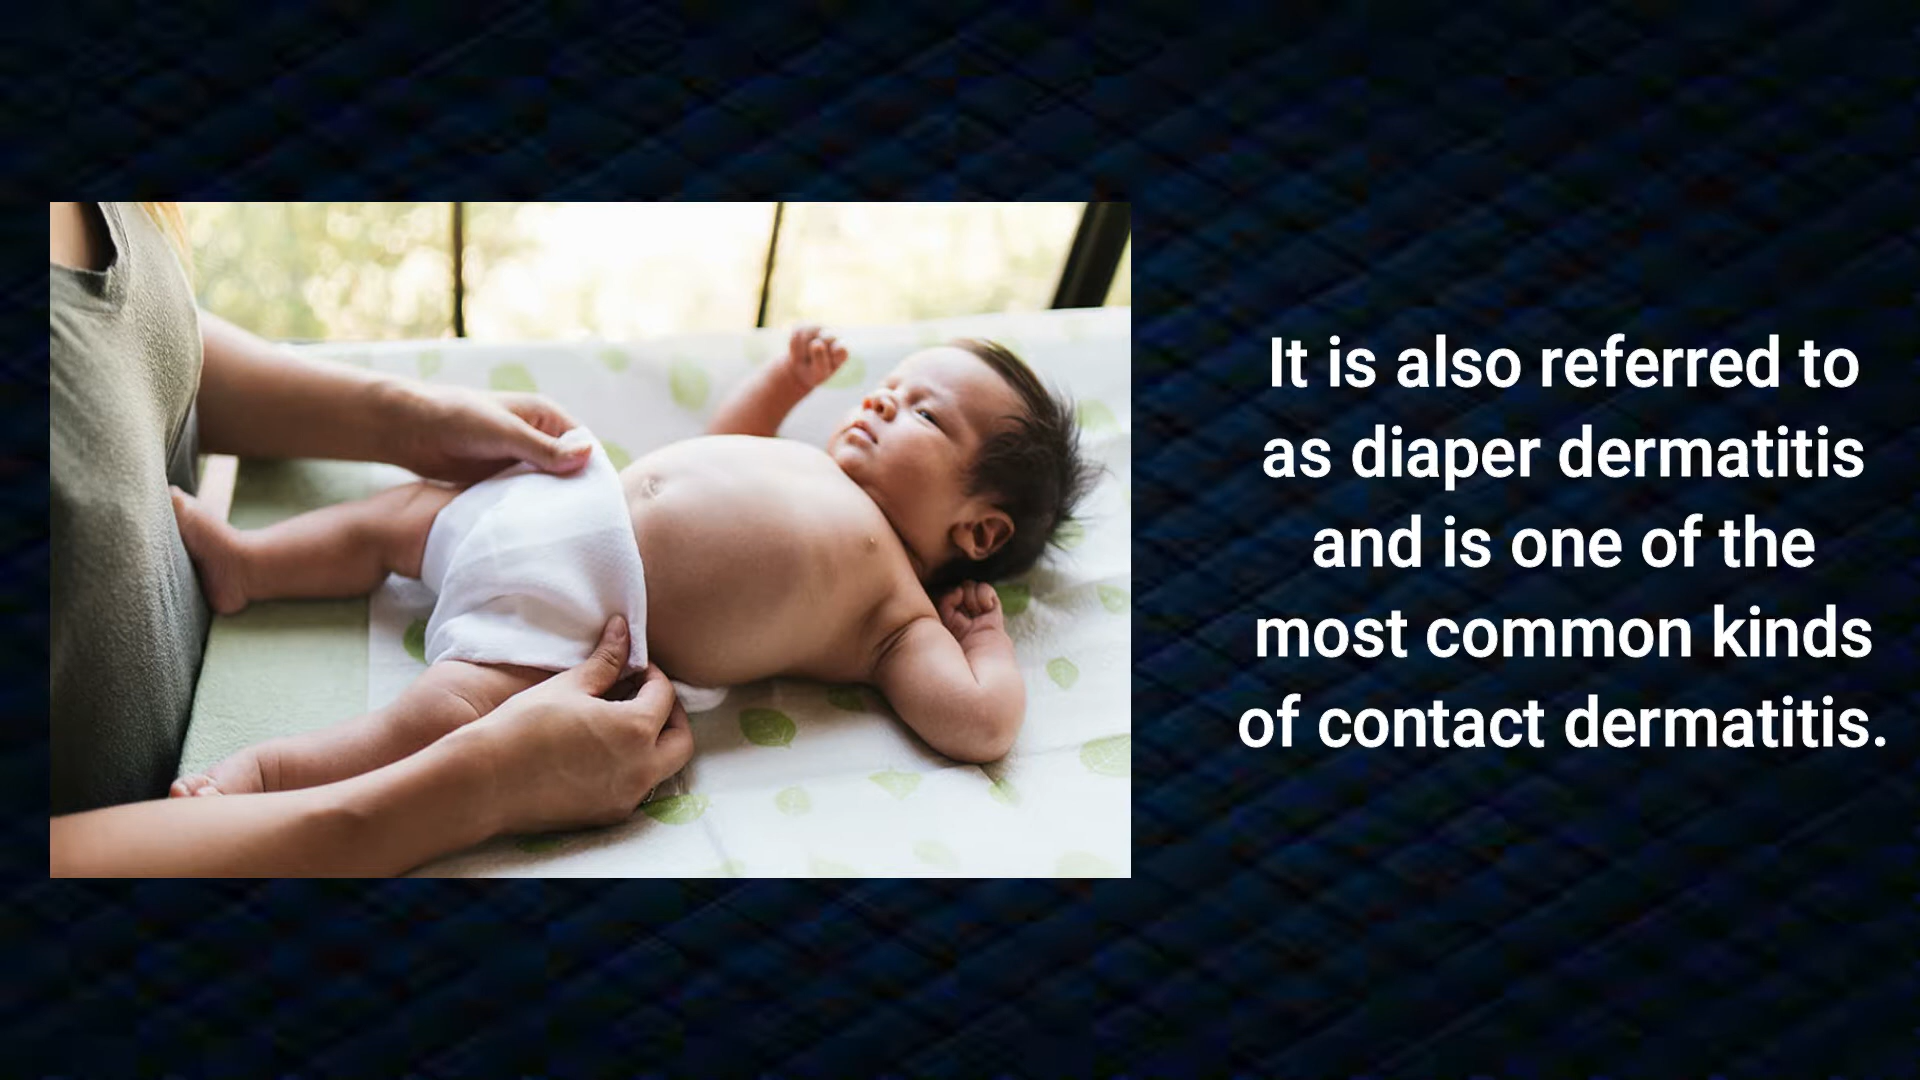 It is also referred to
as diaper dermatitis
and is one of the
most common kinds
of contact dermatitis.